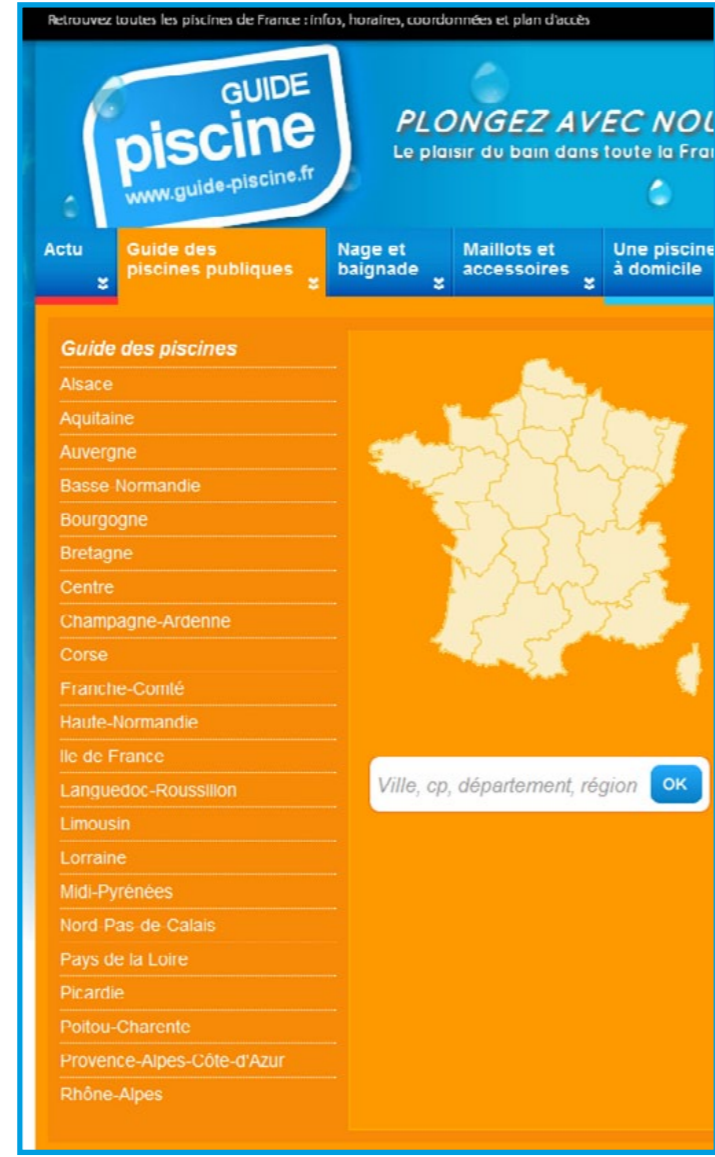 Retrouvez toutes les piscines de France : infos, horaires, coordonnées et plan d'accès
GUIDE
piscine
www.guide-piscine.fr
PLONGEZ AVEC NOU
Le plaisir du bain dans toute la Fran
Actu
Guide des
piscines publiques
Nage et
baignade
Maillots et
accessoires
Une piscine
à domicile
Guide des piscines
Alsace
Aquitaine
Auvergne
Basse-Normandie
Bourgogne
Bretagne
Centre
Champagne-Ardenne
Corse
Franche-Comté
Haute-Normandie
Ile de France
Languedoc-Roussillon
Limousin
Lorraine
Midi-Pyrénées
Nord-Pas-de-Calais
Pays de la Loire
Picardie
Poitou-Charente
Provence-Alpes-Côte-d'Azur
Rhône-Alpes
Ville, cp, département, région
OK